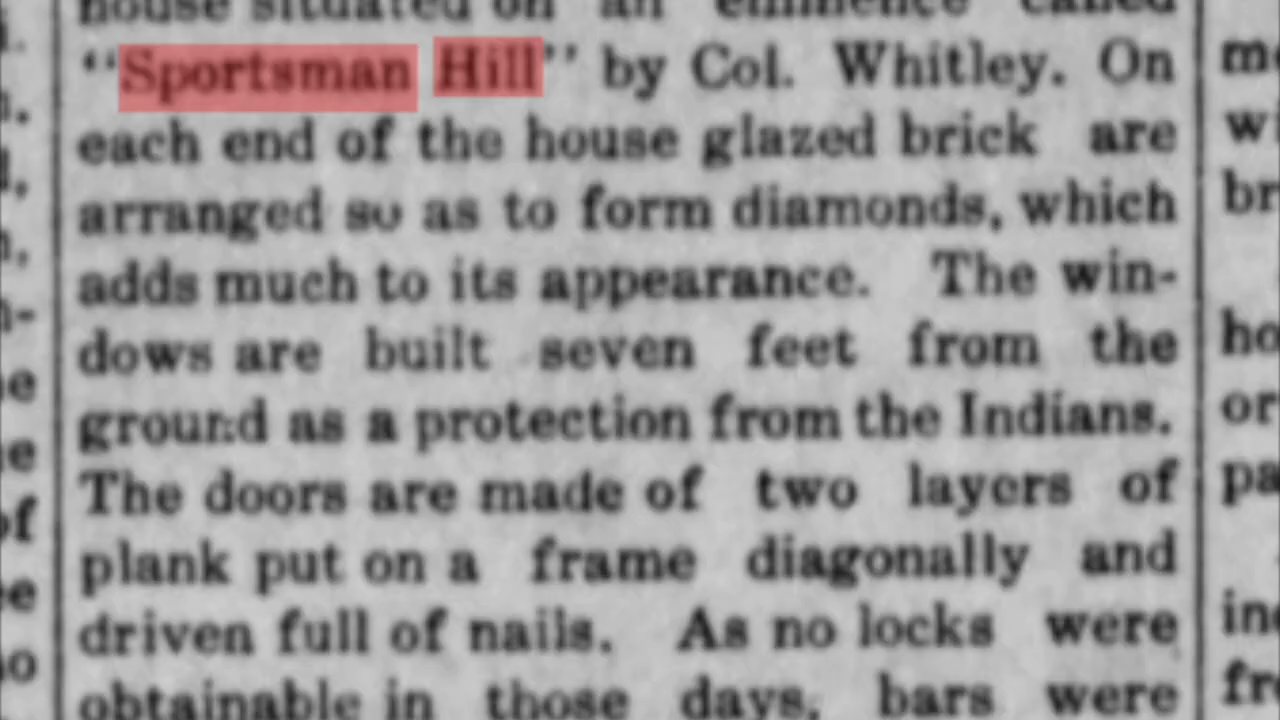 house situated on an eminence called
"Sportsman Hill" by Col. Whitley. On
each end of the house glazed brick are
arranged so as to form diamonds, which
adds much to its appearance. The win-
dows are built seven feet from the
ground as a protection from the Indians.
The doors are made of two layers of
plank put on a frame diagonally and
driven full of nails. As no locks were
obtainable in those days, bars were